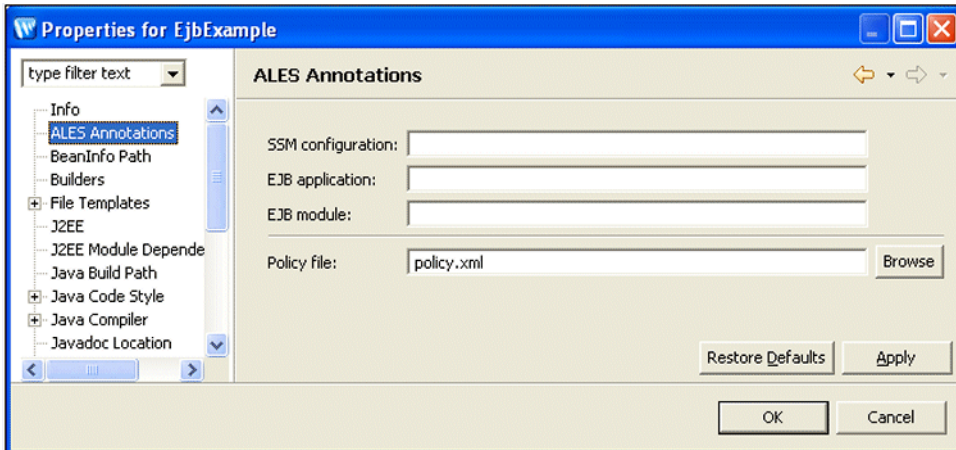 Properties for EjbExample
type filter text
Info
ALES Annotations
BeanInfo Path
Builders
File Templates
J2EE
J2EE Module Depende
Java Build Path
Java Code Style
Java Compiler
Javadoc Location
ALES Annotations
SSM configuration:
EJB application:
EJB module:
Policy file: policy.xml Browse
Restore Defaults Apply
OK Cancel